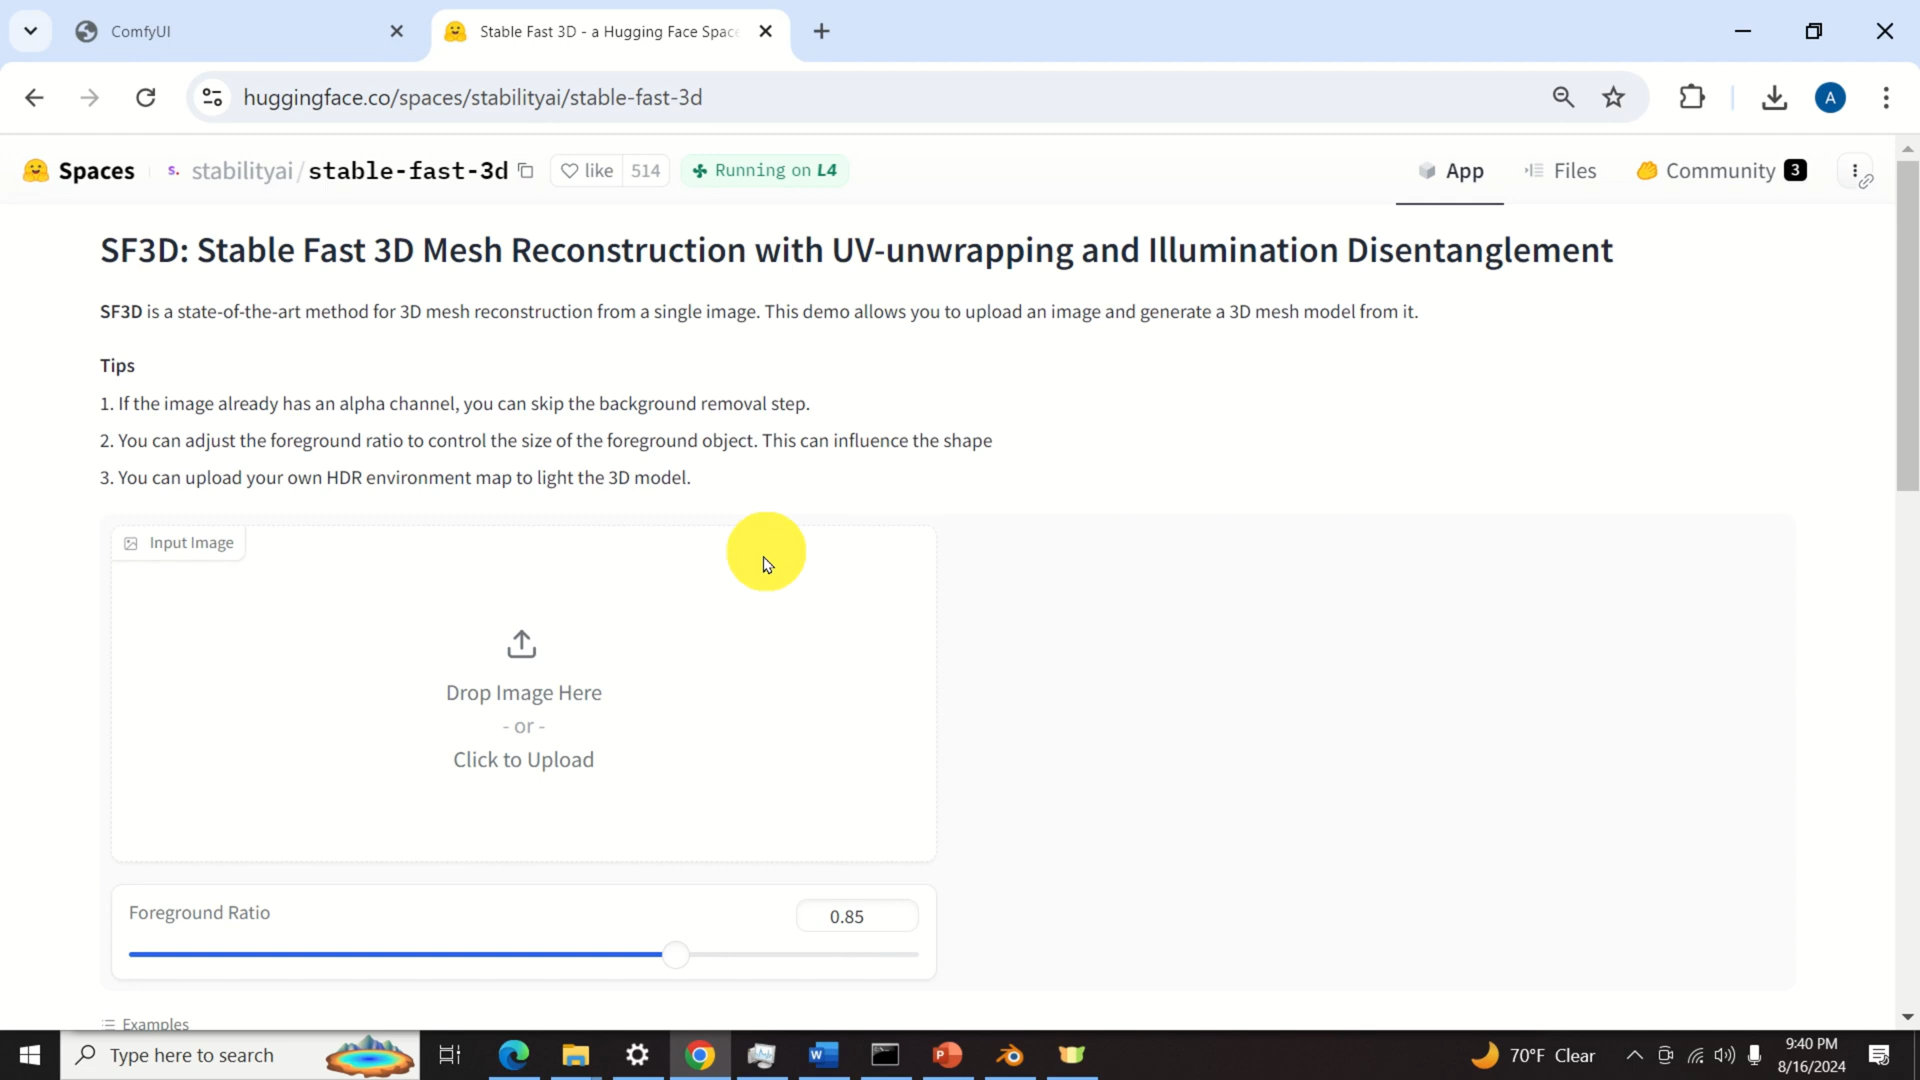 ComfyUI
Stable Fast 3D - a Hugging Face Spac
huggingface.co/spaces/stabilityai/stable-fast-3d
A
Spaces
s. stabilityai/stable-fast-3d
like 514
Running on L4
App
Files
Community 3
SF3D: Stable Fast 3D Mesh Reconstruction with UV-unwrapping and Illumination Disentanglement
SF3D is a state-of-the-art method for 3D mesh reconstruction from a single image. This demo allows you to upload an image and generate a 3D mesh model from it.
Tips
1. If the image already has an alpha channel, you can skip the background removal step.
2. You can adjust the foreground ratio to control the size of the foreground object. This can influence the shape
3. You can upload your own HDR environment map to light the 3D model.
Input Image
Drop Image Here
- or -
Click to Upload
Foreground Ratio
0.85
Examples
Type here to search
70°F Clear
9:40 PM
8/16/2024